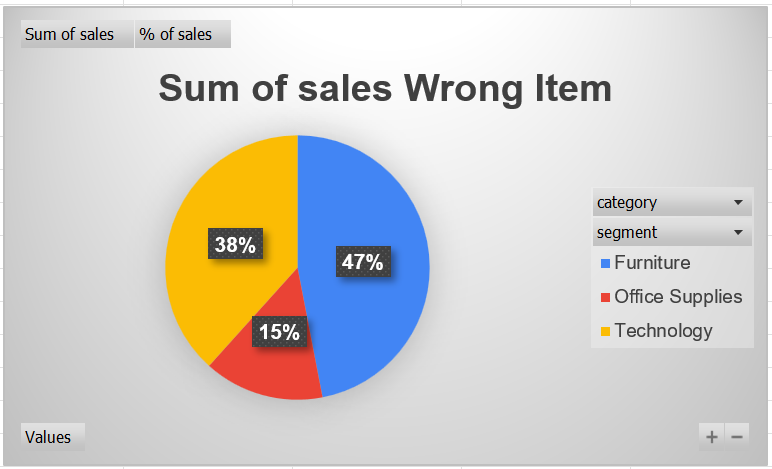 Sum of sales % of sales
Sum of sales Wrong Item
38%
47%
15%
category
segment
Furniture
Office Supplies
Technology
Values
+ −